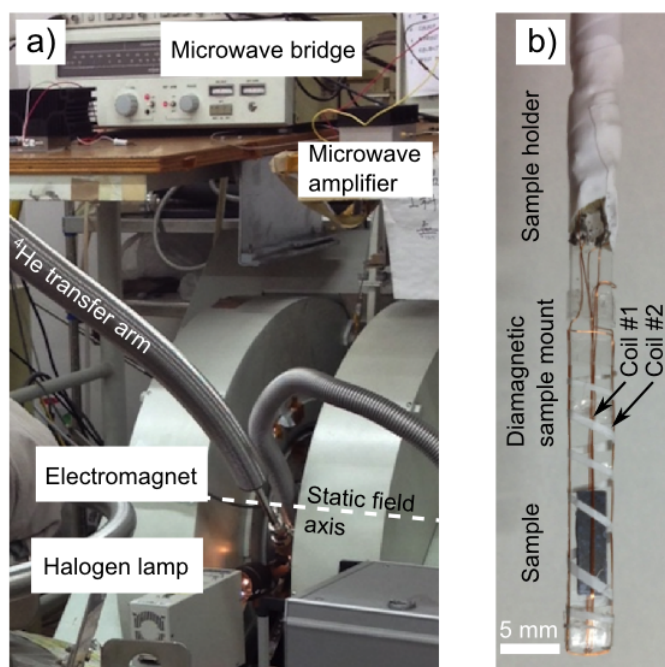 a)
Microwave bridge
Microwave
amplifier
⁴He transfer arm
Electromagnet
Static field
axis
Halogen lamp
b)
Sample holder
Diamagnetic
sample mount
Coil #1
Coil #2
Sample
5 mm